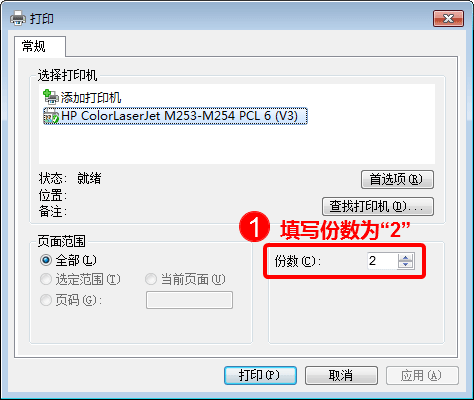 打印
常规
选择打印机
添加打印机
HP ColorLaserJet M253-M254 PCL 6 (V3)
状态: 就绪
首选项(R)
位置:
备注:
查找打印机(D)...
1 填写份数为“2”
页面范围
全部(L)
份数(C): 2
选定范围(T) 当前页面(U)
页码(G):
打印(P) 取消 应用(A)